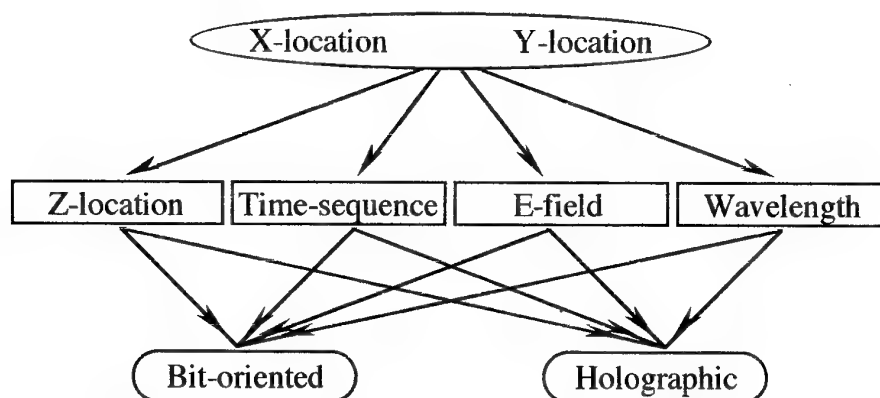 X-location Y-location
Z-location Time-sequence E-field Wavelength
Bit-oriented Holographic